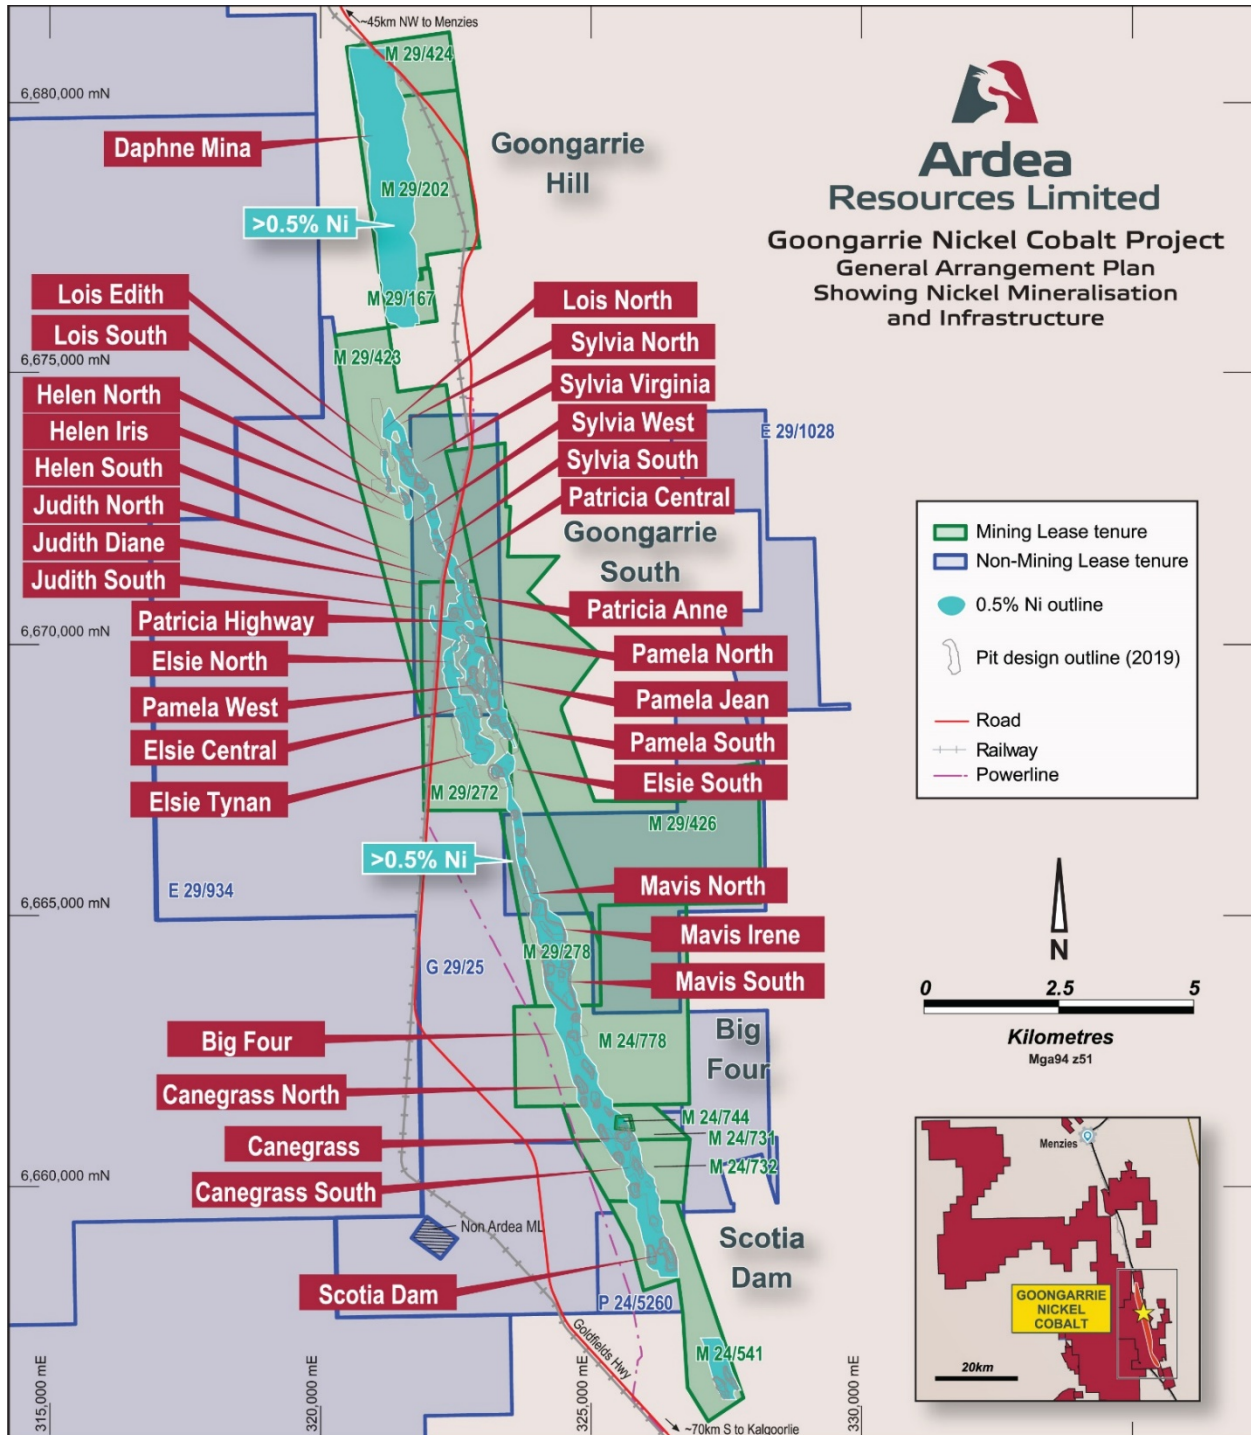 ~45km NW to Menzies
M 29/424
6,680,000 mN
Daphne Mina
Goongarrie
Hill
M 29/202
>0.5% Ni
M 29/167
Ardea
Resources Limited
Goongarrie Nickel Cobalt Project
General Arrangement Plan
Showing Nickel Mineralisation
and Infrastructure
Lois Edith
Lois South
Lois North
Sylvia North
6,675,000 mN
M 29/423
Helen North
Sylvia Virginia
Helen Iris
Sylvia West
E 29/1028
Helen South
Sylvia South
Judith North
Patricia Central
Judith Diane
Goongarrie
South
Judith South
Patricia Highway
Patricia Anne
6,670,000 mN
Elsie North
Pamela North
Pamela West
Pamela Jean
Elsie Central
Pamela South
Elsie Tynan
Elsie South
M 29/272
M 29/426
>0.5% Ni
E 29/934
Mavis North
6,665,000 mN
Mavis Irene
M 29/278
G 29/25
Mavis South
Big Four
M 24/778
Big
Four
Canegrass North
M 24/744
Canegrass
M 24/731
M 24/732
Canegrass South
6,660,000 mN
Non Ardea ML
Scotia
Dam
Scotia Dam
P 24/5260
Goldfields Hwy
M 24/541
~70km S to Kalgoorlie
315,000 mE
320,000 mE
325,000 mE
330,000 mE
Mining Lease tenure
Non-Mining Lease tenure
0.5% Ni outline
Pit design outline (2019)
Road
Railway
Powerline
N
0 2.5 5
Kilometres
Mga94 z51
Menzies
GOONGARRIE
NICKEL
COBALT
20km